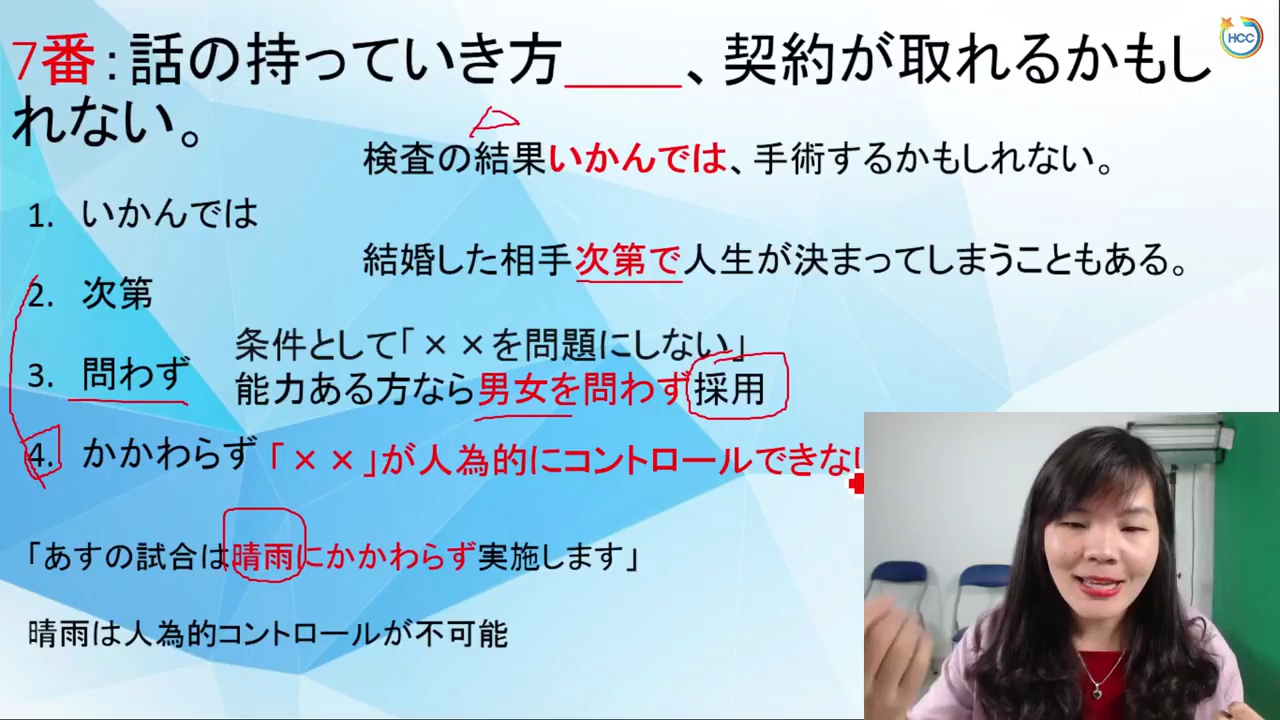 HCC
7番：話の持っていき方_____、契約が取れるかもし
れない。
検査の結果いかんでは、手術するかもしれない。
1. いかんでは
結婚した相手次第で人生が決まってしまうこともある。
2. 次第
条件として「××を問題にしない」
3. 問わず
能力ある方なら男女を問わず採用
4. かかわらず
「××」が人為的にコントロールできな
「あすの試合は晴雨にかかわらず実施します」
晴雨は人為的コントロールが不可能